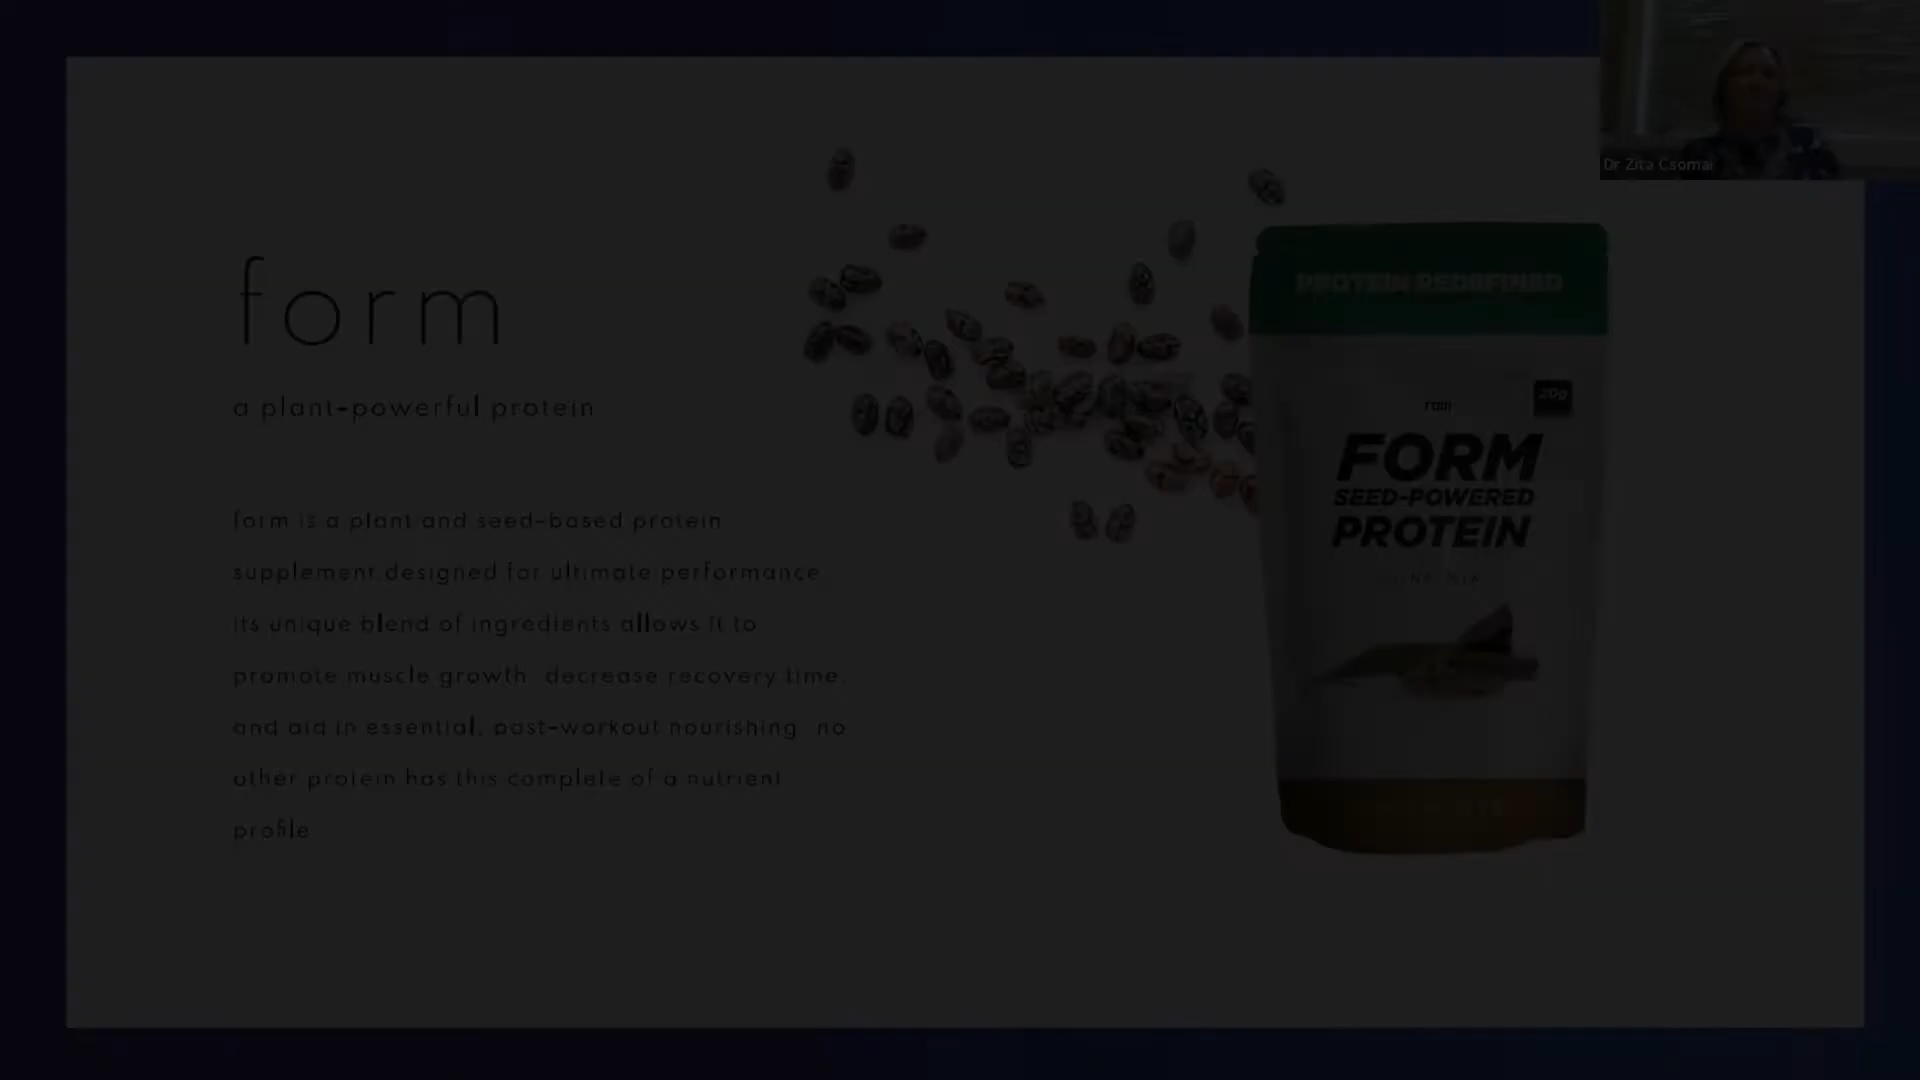 form
a plant-powerful protein
form is a plant and seed-based protein
supplement designed for ultimate performance.
its unique blend of ingredients allows it to
promote muscle growth, decrease recovery time,
and aid in essential, post-workout nourishing. no
other protein has this complete of a nutrient
profile.
PROTEIN REDEFINED
20g
FORM
SEED-POWERED
PROTEIN
Dr Zita Csomai